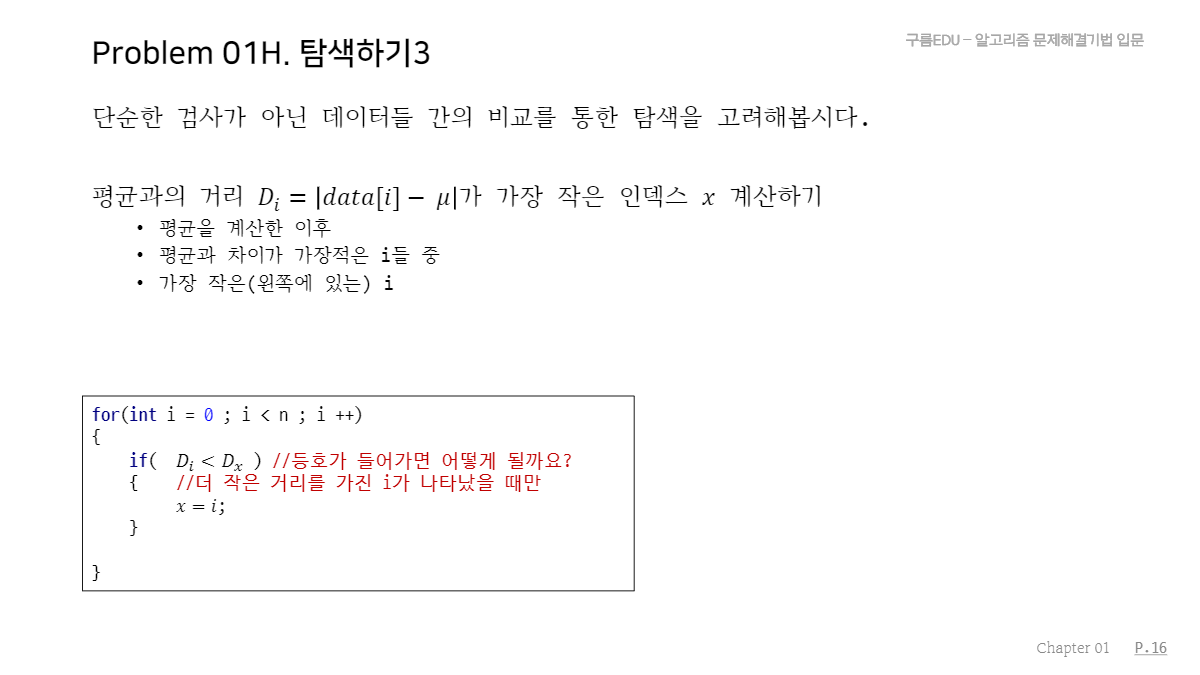 Problem 01H. 탐색하기3
구름EDU – 알고리즘 문제해결기법 입문
단순한 검사가 아닌 데이터들 간의 비교를 통한 탐색을 고려해봅시다.
평균과의 거리 Dᵢ = |data[i] − μ|가 가장 작은 인덱스 x 계산하기
• 평균을 계산한 이후
• 평균과 차이가 가장적은 i들 중
• 가장 작은(왼쪽에 있는) i
for(int i = 0 ; i < n ; i ++)
{
if( Dᵢ < Dₓ ) //등호가 들어가면 어떻게 될까요?
{ //더 작은 거리를 가진 i가 나타났을 때만
x = i;
}
}
Chapter 01 P.16